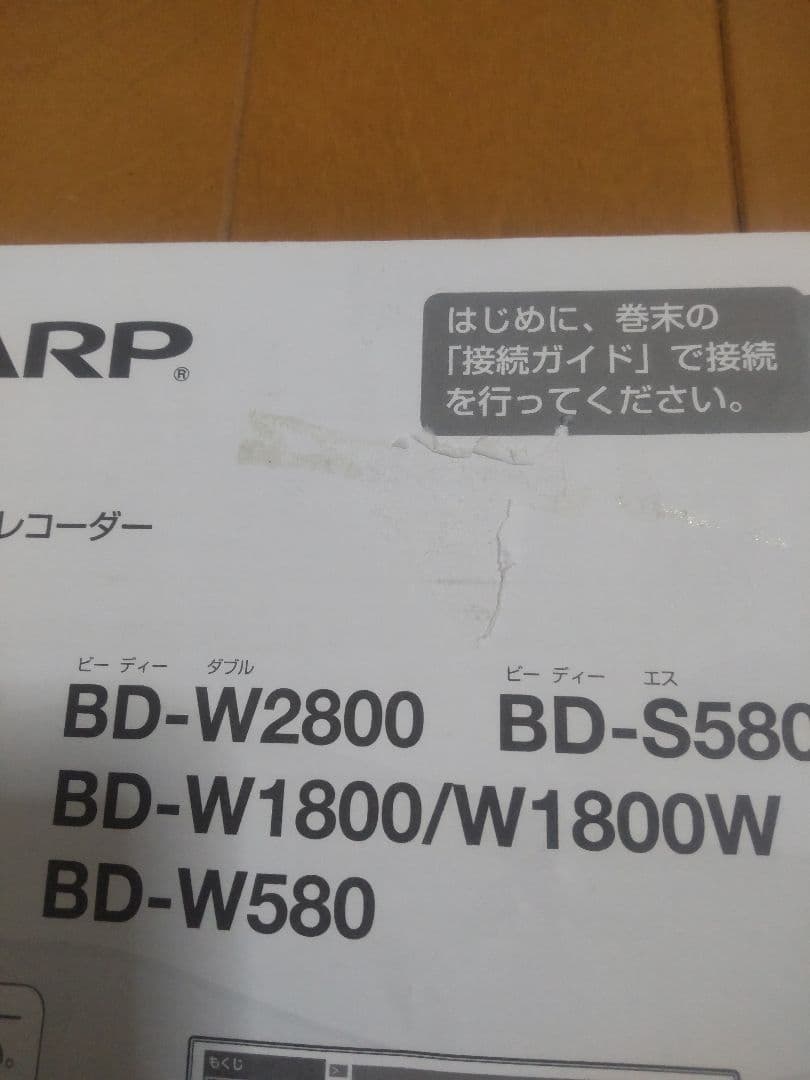 ARP®
はじめに、巻末の
「接続ガイド」で接続
を行ってください。
レコーダー
ビー ディー ダブル
BD-W2800
ビー ディー エス
BD-S580
BD-W1800/W1800W
BD-W580
もくじ